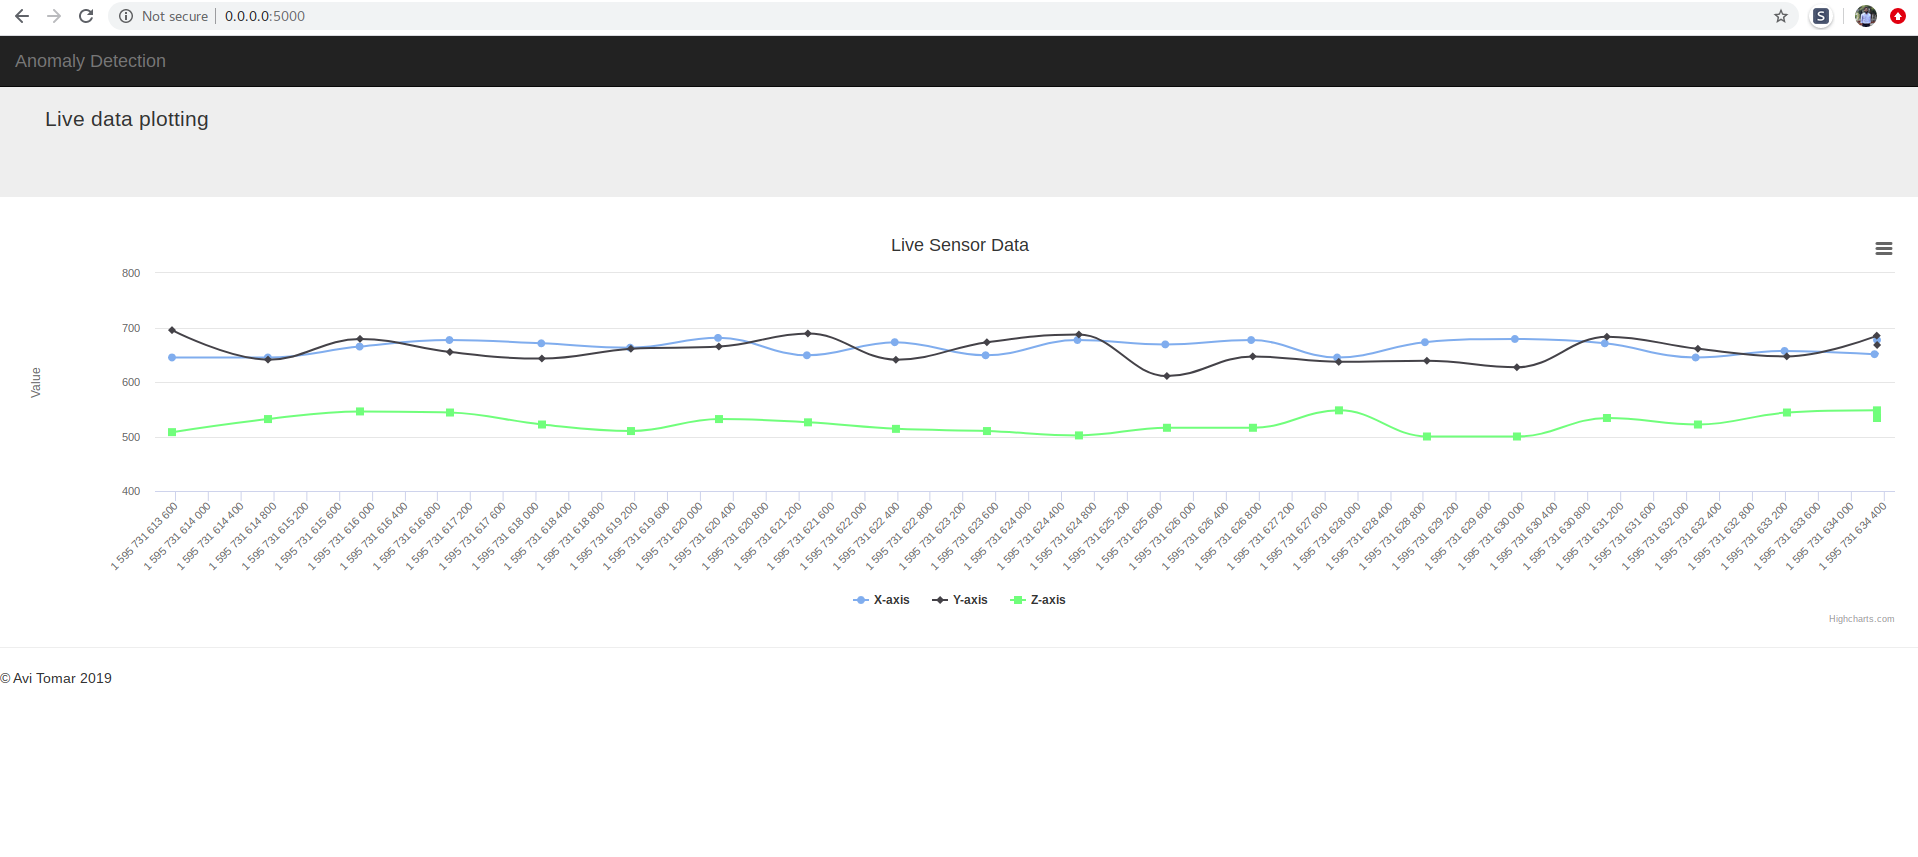 Not secure 0.0.0.0:5000
S
Anomaly Detection
Live data plotting
Live Sensor Data
Value
800
700
600
500
400
1 595 731 613 600
1 595 731 614 000
1 595 731 614 400
1 595 731 614 800
1 595 731 615 200
1 595 731 615 600
1 595 731 616 000
1 595 731 616 400
1 595 731 616 800
1 595 731 617 200
1 595 731 617 600
1 595 731 618 000
1 595 731 618 400
1 595 731 618 800
1 595 731 619 200
1 595 731 619 600
1 595 731 620 000
1 595 731 620 400
1 595 731 620 800
1 595 731 621 200
1 595 731 621 600
1 595 731 622 000
1 595 731 622 400
1 595 731 622 800
1 595 731 623 200
1 595 731 623 600
1 595 731 624 000
1 595 731 624 400
1 595 731 624 800
1 595 731 625 200
1 595 731 625 600
1 595 731 626 000
1 595 731 626 400
1 595 731 626 800
1 595 731 627 200
1 595 731 627 600
1 595 731 628 000
1 595 731 628 400
1 595 731 628 800
1 595 731 629 200
1 595 731 629 600
1 595 731 630 000
1 595 731 630 400
1 595 731 630 800
1 595 731 631 200
1 595 731 631 600
1 595 731 632 000
1 595 731 632 400
1 595 731 632 800
1 595 731 633 200
1 595 731 633 600
1 595 731 634 000
1 595 731 634 400
X-axis Y-axis Z-axis
Highcharts.com
© Avi Tomar 2019